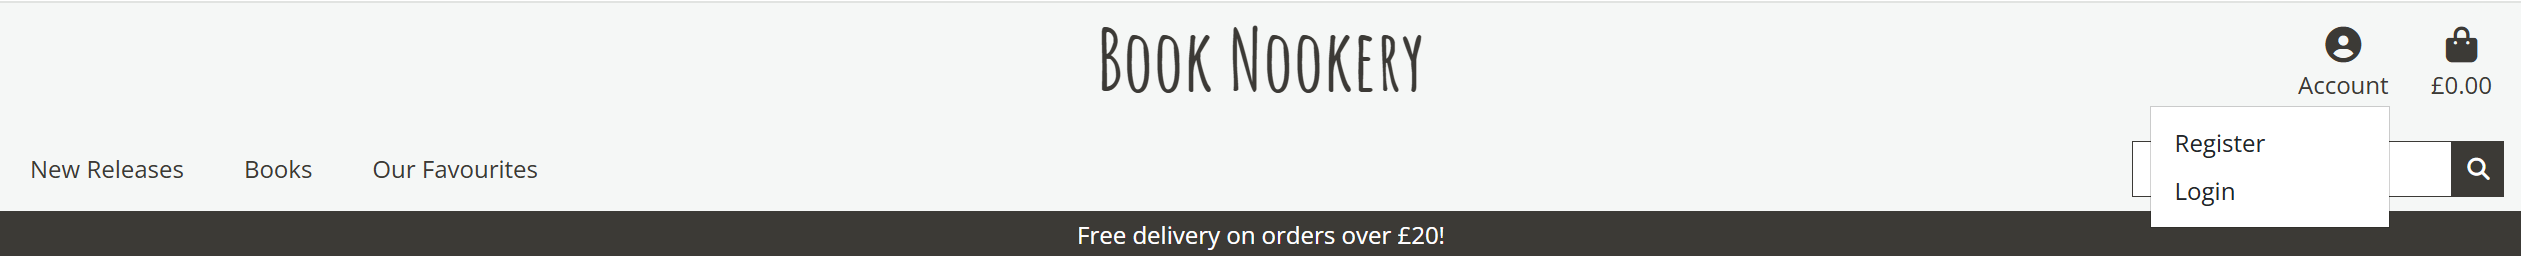 Book Nookery
Account
£0.00
Register
Login
New Releases
Books
Our Favourites
Free delivery on orders over £20!